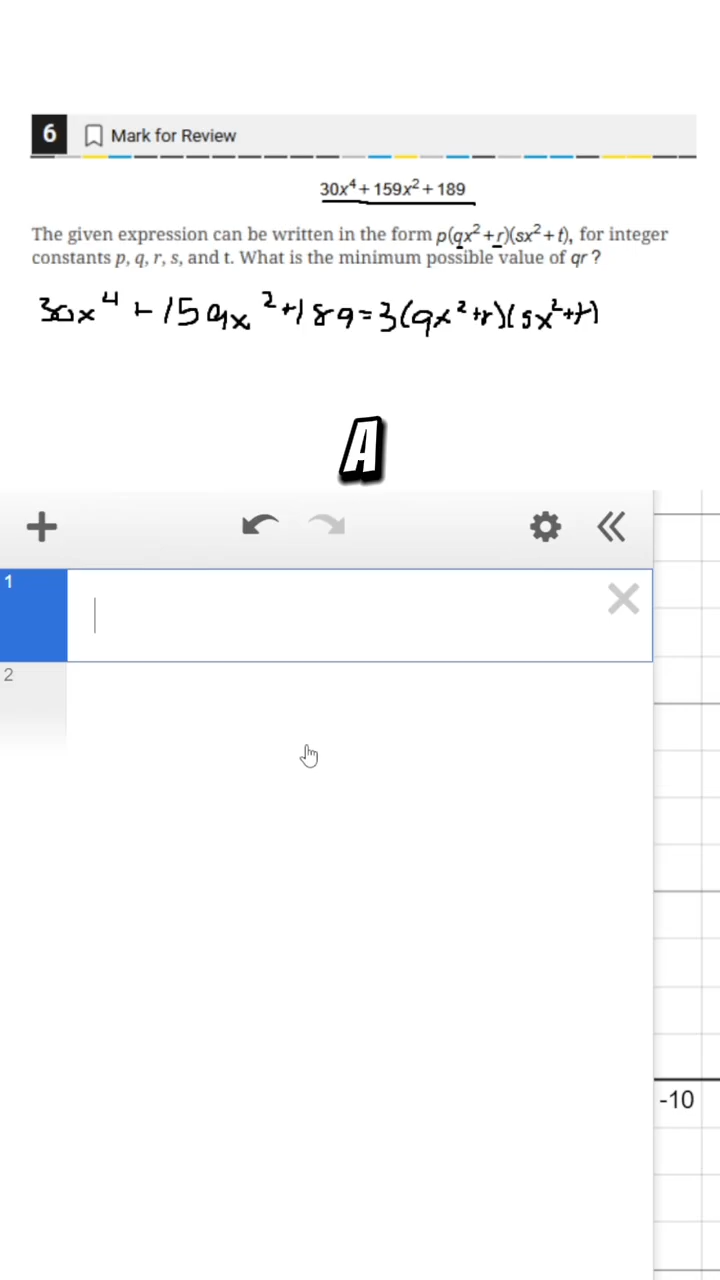 6 Mark for Review
30x⁴ + 159x² + 189
The given expression can be written in the form p(qx² + r)(sx² + t), for integer
constants p, q, r, s, and t. What is the minimum possible value of qr ?
30x⁴ + 159x² + 189 = 3(qx² + r)(sx² + t)
A
1
2
-10